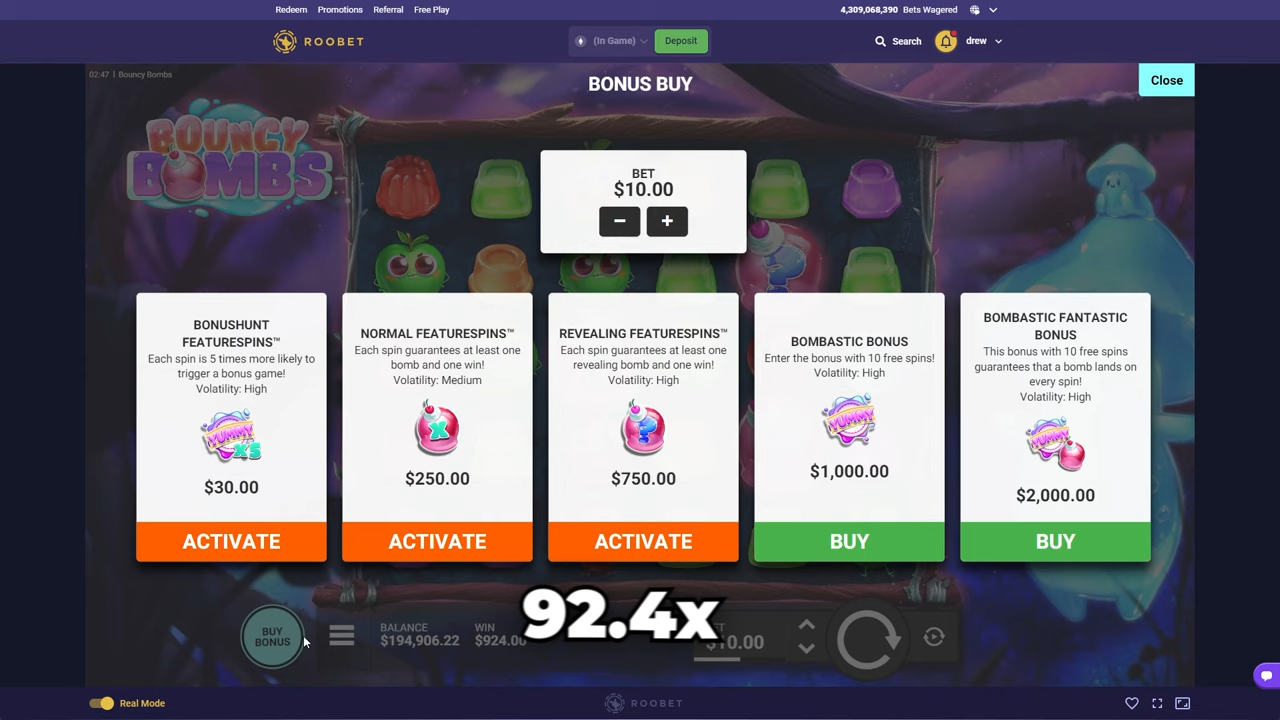 Redeem Promotions Referral Free Play
4,309,068,390 Bets Wagered
ROOBET
(In Game)
Deposit
Search
drew
02:47 | Bouncy Bombs
BONUS BUY
Close
BOUNCY
BOMBS
BET
$10.00
− +
BONUSHUNT
FEATURESPINS™
Each spin is 5 times more likely to
trigger a bonus game!
Volatility: High
YUMMY
X5
$30.00
ACTIVATE
NORMAL FEATURESPINS™
Each spin guarantees at least one
bomb and one win!
Volatility: Medium
X
$250.00
ACTIVATE
REVEALING FEATURESPINS™
Each spin guarantees at least one
revealing bomb and one win!
Volatility: High
?
$750.00
ACTIVATE
BOMBASTIC BONUS
Enter the bonus with 10 free spins!
Volatility: High
YUMMY
$1,000.00
BUY
BOMBASTIC FANTASTIC
BONUS
This bonus with 10 free spins
guarantees that a bomb lands on
every spin!
Volatility: High
YUMMY
$2,000.00
BUY
92.4x
BUY
BONUS
BALANCE
$194,906.22
WIN
$924.00
$10.00
Real Mode
ROOBET